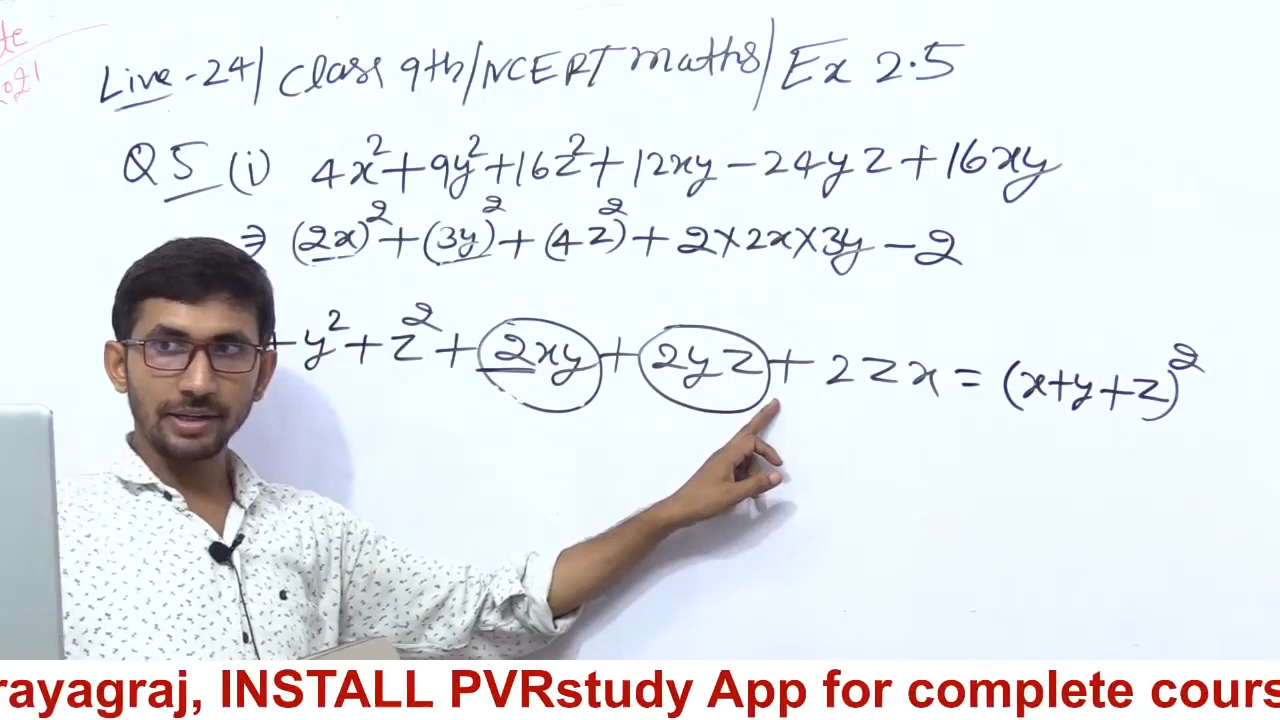 te
2021
Live-24/ Class 9th/NCERT maths/ Ex 2.5
Q5 (i) 4x²+9y²+16z²+12xy-24yz+16xy
⇒ (2x)²+(3y)²+(4z)²+2×2x×3y-2
+y²+z²+2xy+2yz+2zx=(x+y+z)²
rayagraj, INSTALL PVRstudy App for complete cours